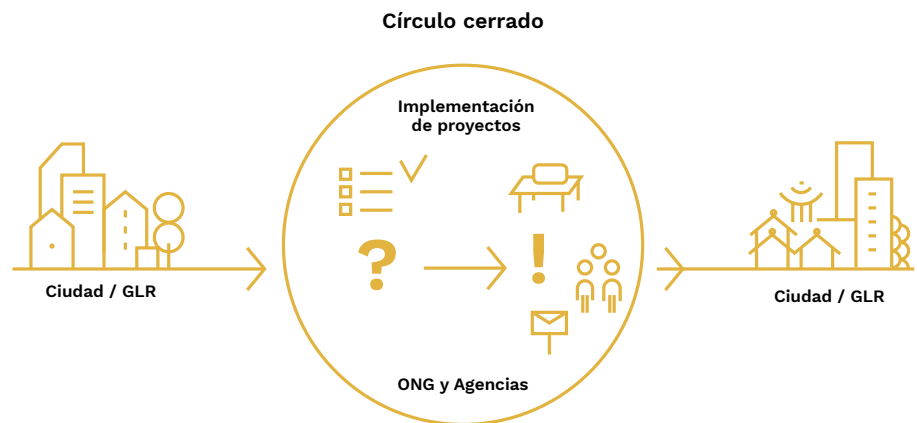 Círculo cerrado
Implementación
de proyectos
?
!
Ciudad / GLR
Ciudad / GLR
ONG y Agencias